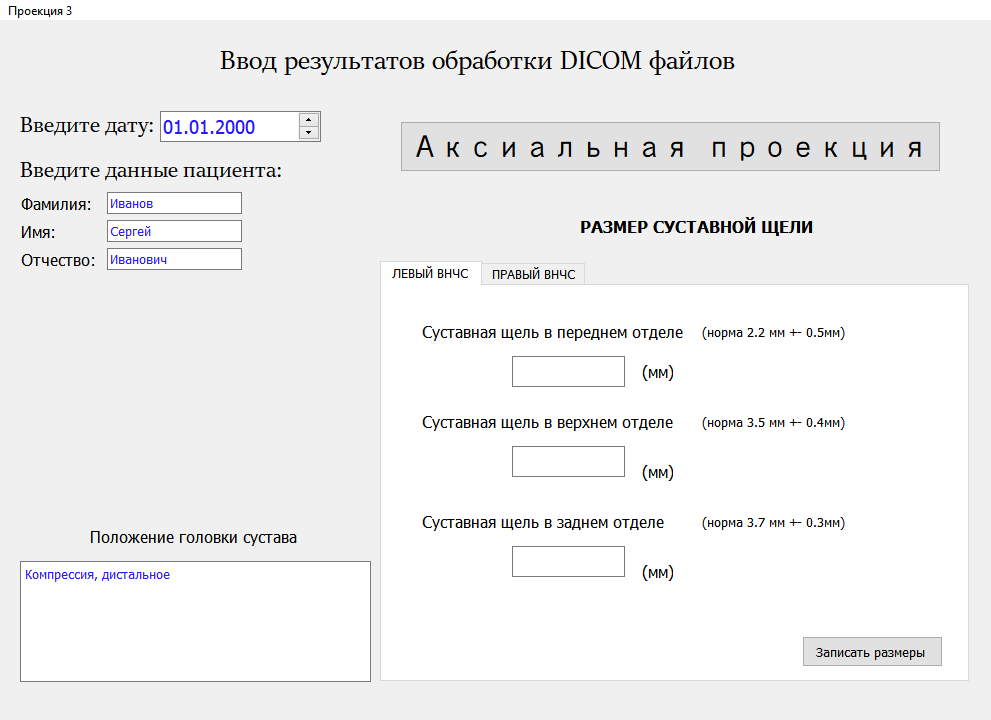 Проекция 3
Ввод результатов обработки DICOM файлов
Введите дату: 01.01.2000
Аксиальная проекция
Введите данные пациента:
Фамилия: Иванов
Имя: Сергей
Отчество: Иванович
РАЗМЕР СУСТАВНОЙ ЩЕЛИ
ЛЕВЫЙ ВНЧС ПРАВЫЙ ВНЧС
Суставная щель в переднем отделе (норма 2.2 мм +- 0.5мм)
(мм)
Суставная щель в верхнем отделе (норма 3.5 мм +- 0.4мм)
(мм)
Суставная щель в заднем отделе (норма 3.7 мм +- 0.3мм)
(мм)
Положение головки сустава
Компрессия, дистальное
Записать размеры